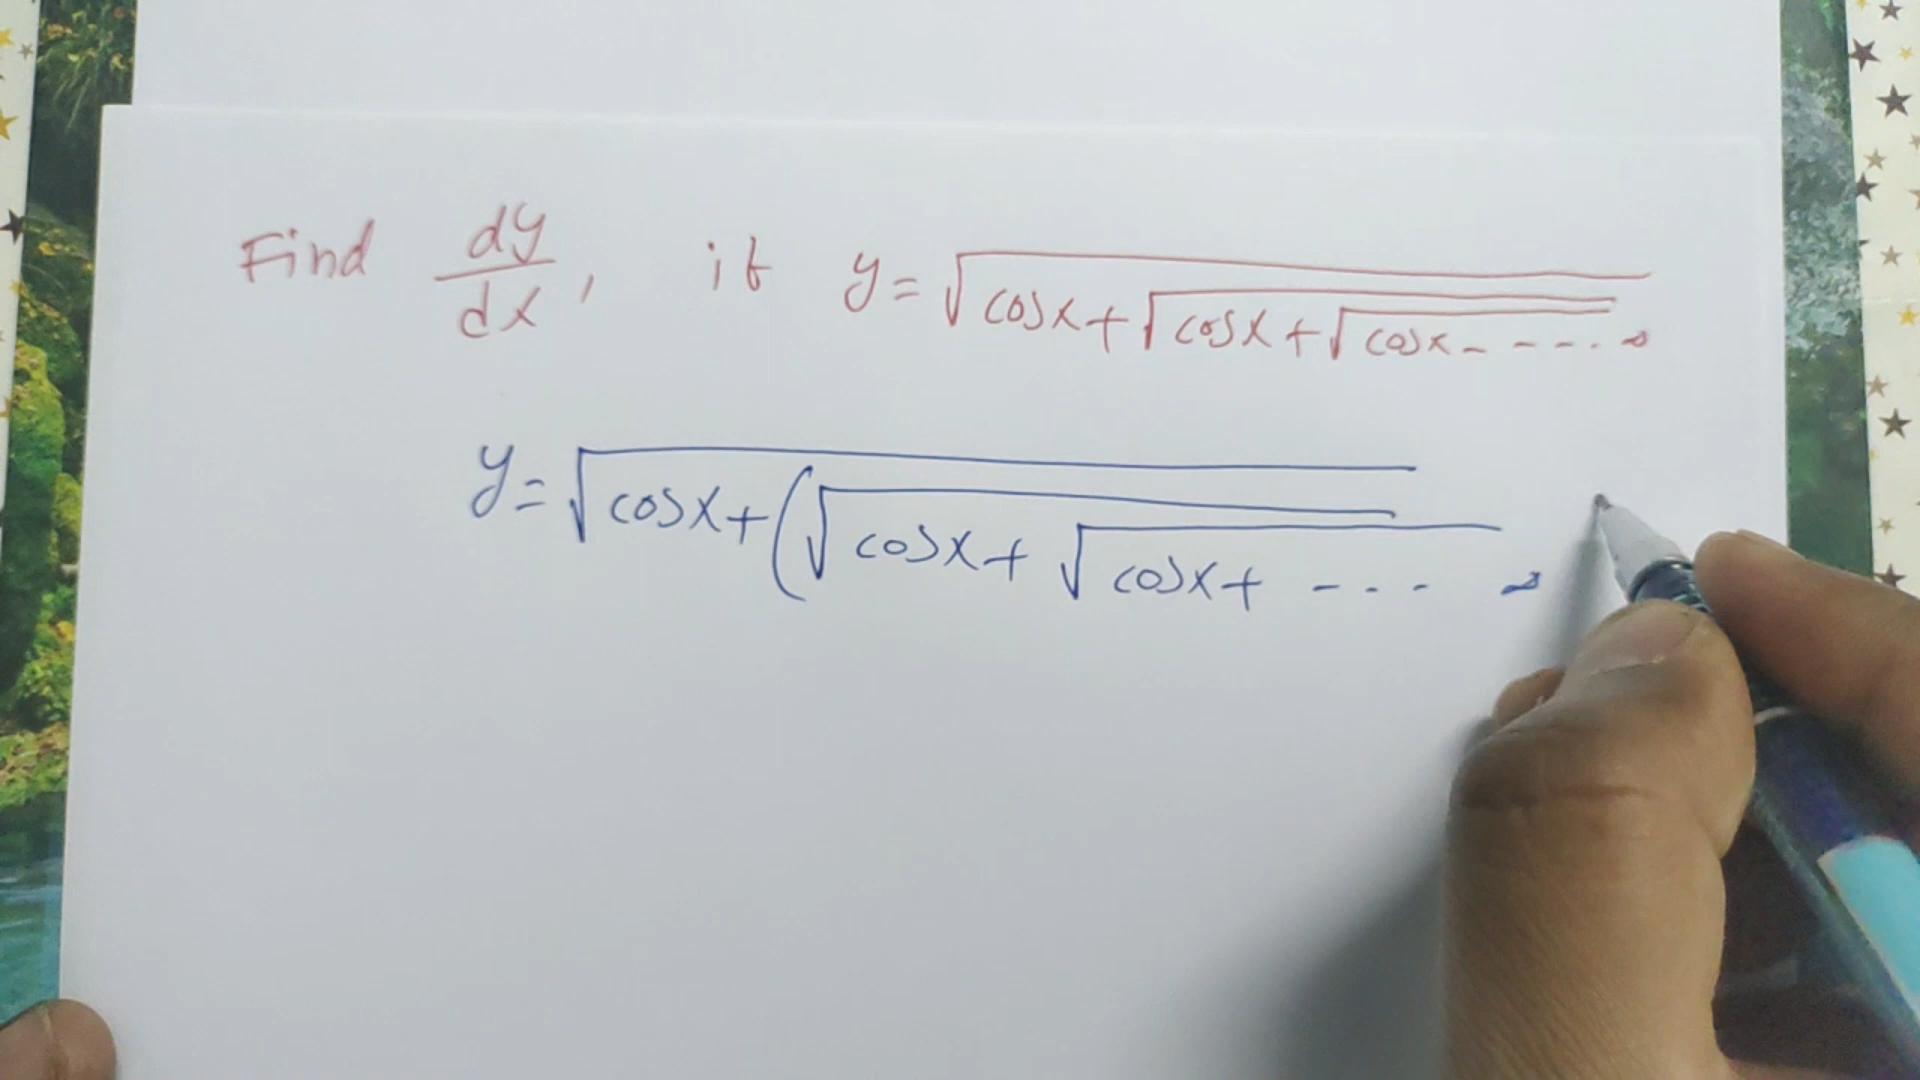 Find dy/dx, if y = √(cosx + √(cosx + √(cosx - - - - . ∞
y = √(cosx + (√(cosx + √(cosx + - - - ∞